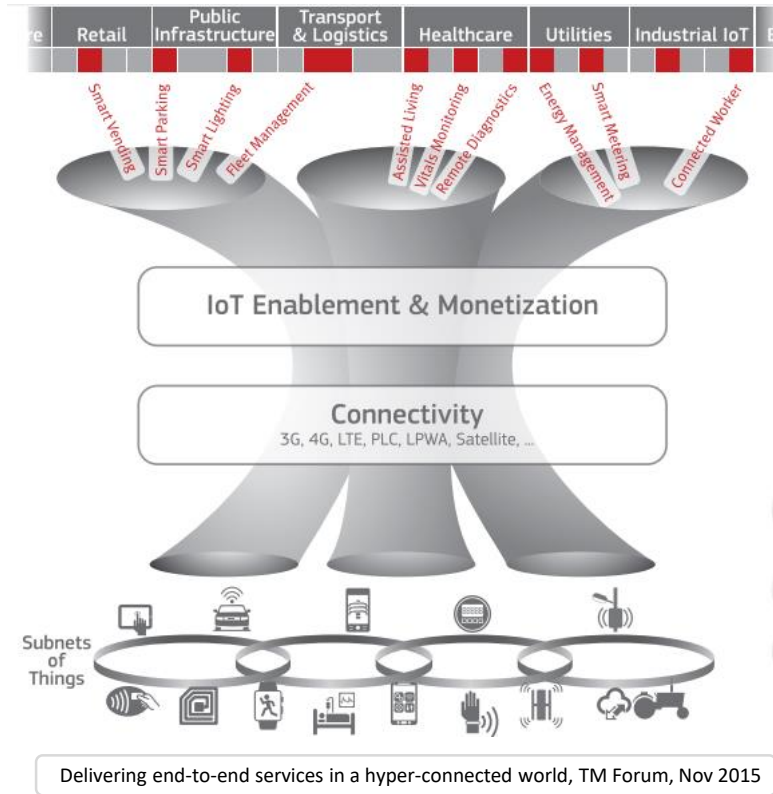 re
Retail
Public
Infrastructure
Transport
& Logistics
Healthcare
Utilities
Industrial IoT
E
Smart Vending
Smart Parking
Smart Lighting
Fleet Management
Assisted Living
Vitals Monitoring
Remote Diagnostics
Energy Management
Smart Metering
Connected Worker
IoT Enablement & Monetization
Connectivity
3G, 4G, LTE, PLC, LPWA, Satellite, ...
Subnets
of
Things
Delivering end-to-end services in a hyper-connected world, TM Forum, Nov 2015